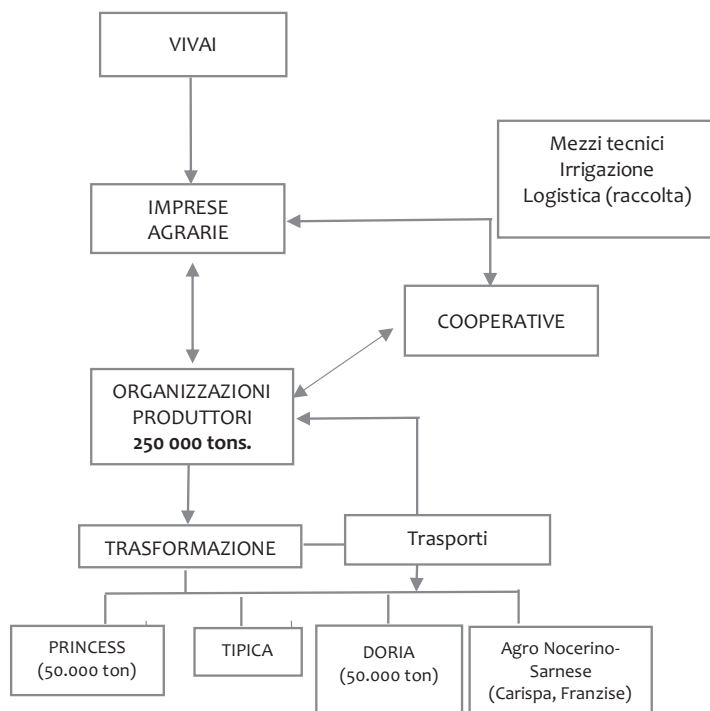 VIVAI
Mezzi tecnici
Irrigazione
Logistica (raccolta)
IMPRESE
AGRARIE
COOPERATIVE
ORGANIZZAZIONI
PRODUTTORI
250 000 tons.
TRASFORMAZIONE
Trasporti
PRINCESS
(50.000 ton)
TIPICA
DORIA
(50.000 ton)
Agro Nocerino-
Sarnese
(Carispa, Franzise)